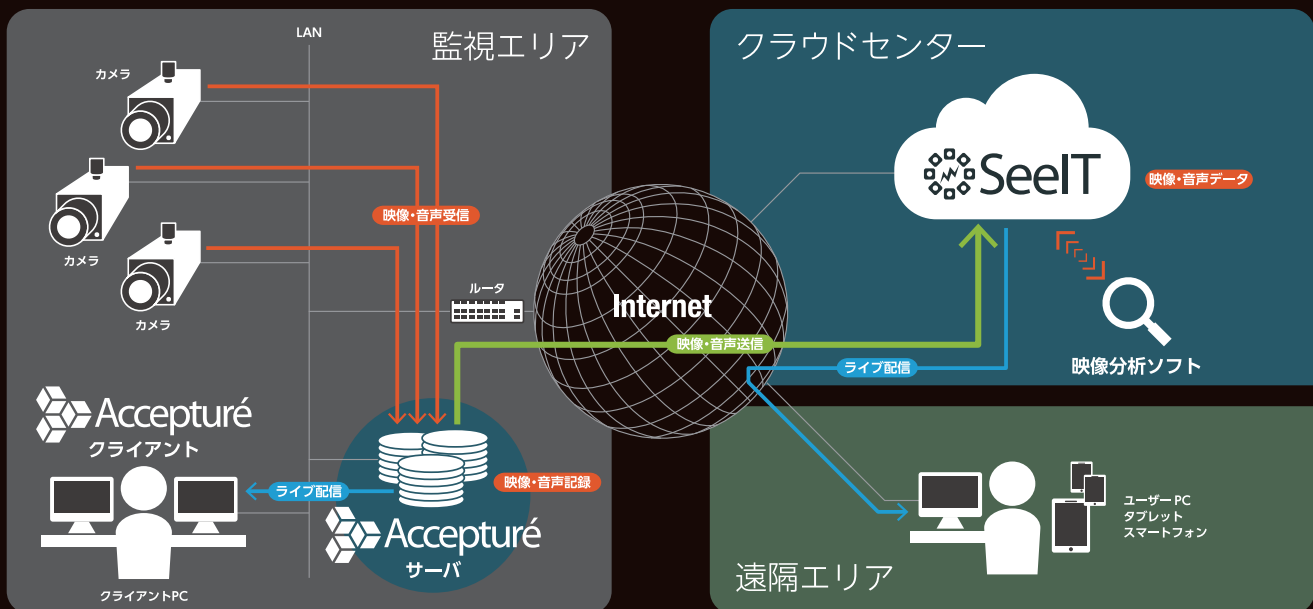 LAN
監視エリア
カメラ
カメラ
カメラ
映像・音声受信
ルータ
Accepturé
クライアント
ライブ配信
クライアントPC
映像・音声記録
Accepturé
サーバ
Internet
映像・音声送信
クラウドセンター
SeeIT
映像・音声データ
映像分析ソフト
ライブ配信
ユーザーPC
タブレット
スマートフォン
遠隔エリア